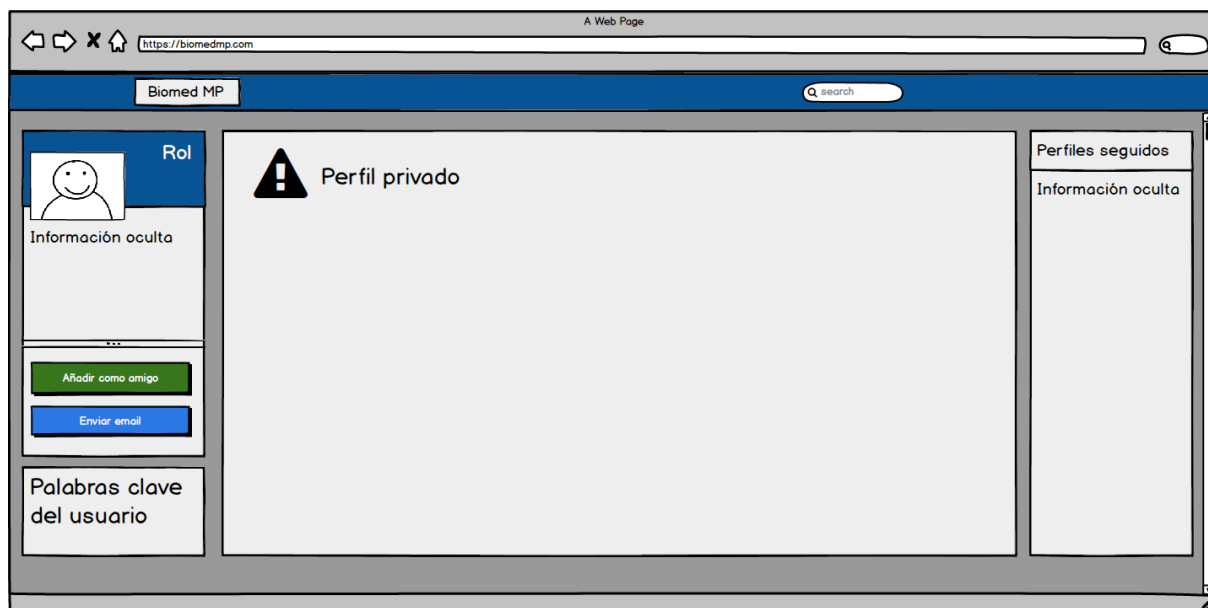 A Web Page
https://biomedmp.com
Biomed MP
search
Rol
Información oculta
Añadir como amigo
Enviar email
Palabras clave
del usuario
Perfil privado
Perfiles seguidos
Información oculta